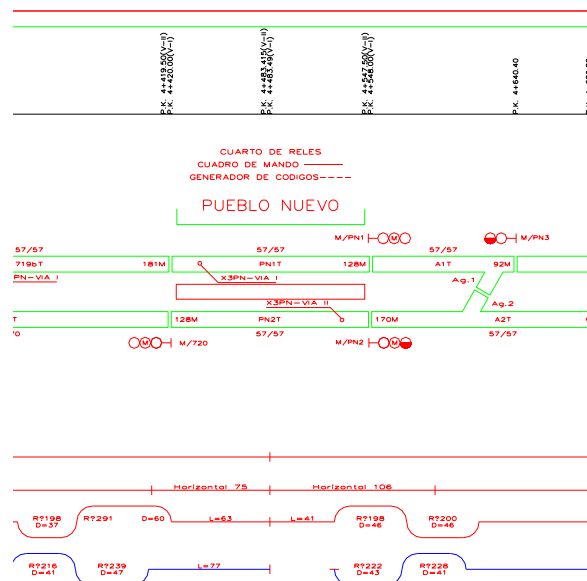 P.K. 4+419.50(V-II)
P.K. 4+420.00(V-I)
P.K. 4+483.415(V-II)
P.K. 4+483.49(V-I)
P.K. 4+547.50(V-II)
P.K. 4+548.00(V-I)
P.K. 4+640.40
CUARTO DE RELES
CUADRO DE MANDO
GENERADOR DE CODIGOS
PUEBLO NUEVO
M/PN1 M M/PN3
57/57 57/57 57/57
719bT 181M PN1T 128M A1T 92M
PN-VIA I X3PN-VIA I Ag.1
X3PN-VIA II Ag.2
T 128M PN2T 170M A2T
57/57 57/57
M M/720 M/PN2 M
Horizontal 75 Horizontal 106
R?198 R?291 D=60 L=63 L=41 R?198 R?200
D=37 D=46 D=46
R?216 R?239 L=77 R?222 R?228
D=41 D=47 D=43 D=41